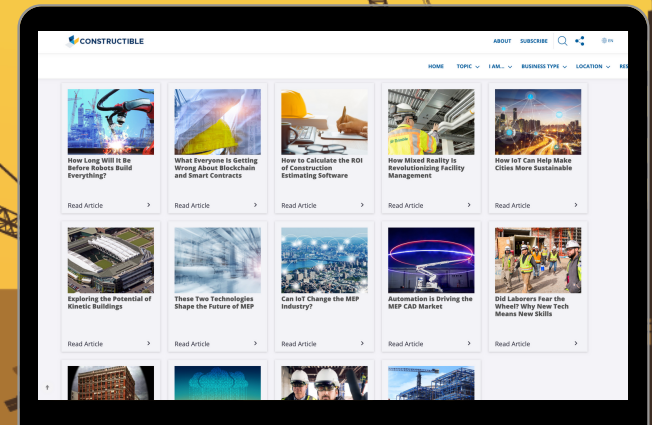 CONSTRUCTIBLE
ABOUT SUBSCRIBE EN
HOME TOPIC I AM... BUSINESS TYPE LOCATION RES
How Long Will It Be
Before Robots Build
Everything?
Read Article
What Everyone Is Getting
Wrong About Blockchain
and Smart Contracts
Read Article
How to Calculate the ROI
of Construction
Estimating Software
Read Article
How Mixed Reality Is
Revolutionizing Facility
Management
Read Article
How IoT Can Help Make
Cities More Sustainable
Read Article
Exploring the Potential of
Kinetic Buildings
Read Article
These Two Technologies
Shape the Future of MEP
Read Article
Can IoT Change the MEP
Industry?
Read Article
Automation is Driving the
MEP CAD Market
Read Article
Did Laborers Fear the
Wheel? Why New Tech
Means New Skills
Read Article